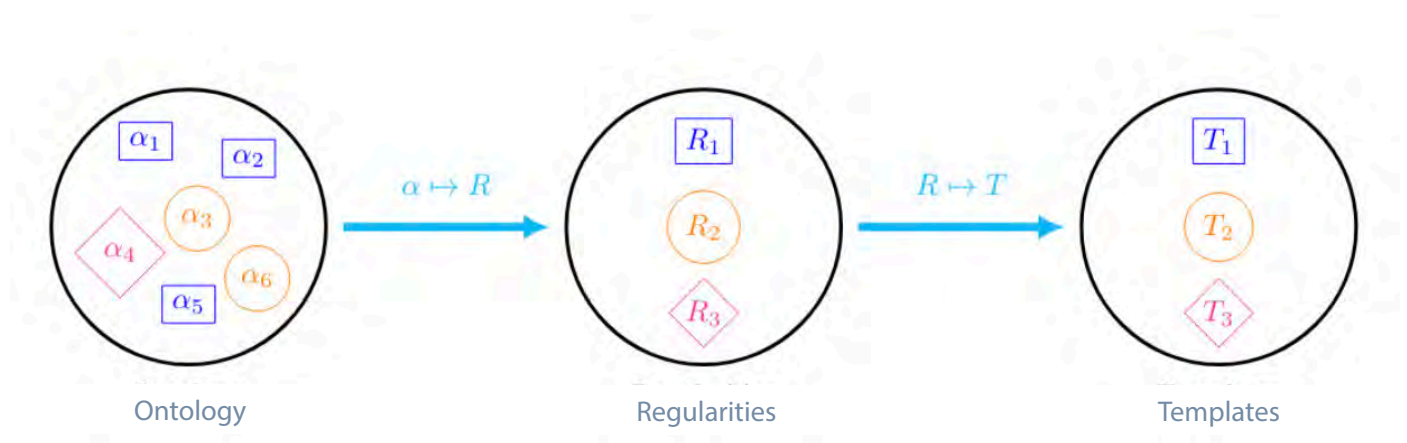 α₁
α₂
α₃
α₄
α₅
α₆
Ontology
α ↦ R
R₁
R₂
R₃
Regularities
R ↦ T
T₁
T₂
T₃
Templates